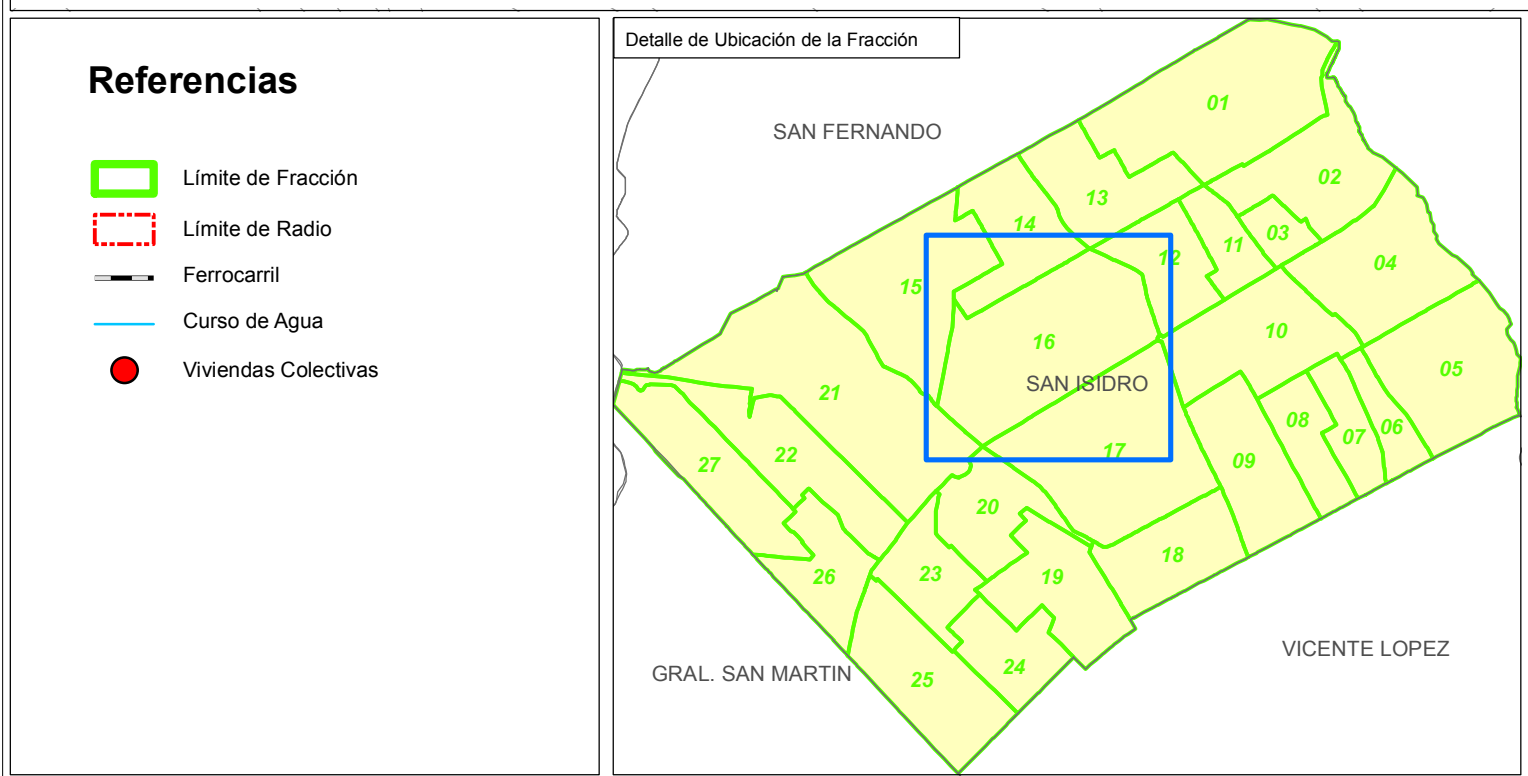 Referencias
Límite de Fracción
Límite de Radio
Ferrocarril
Curso de Agua
Viviendas Colectivas
Detalle de Ubicación de la Fracción
SAN FERNANDO
01
02
13
14
11
03
12
04
15
10
16
05
SAN ISIDRO
21
08
06
07
17
22
27
09
20
18
23
26
19
VICENTE LOPEZ
24
GRAL. SAN MARTIN
25